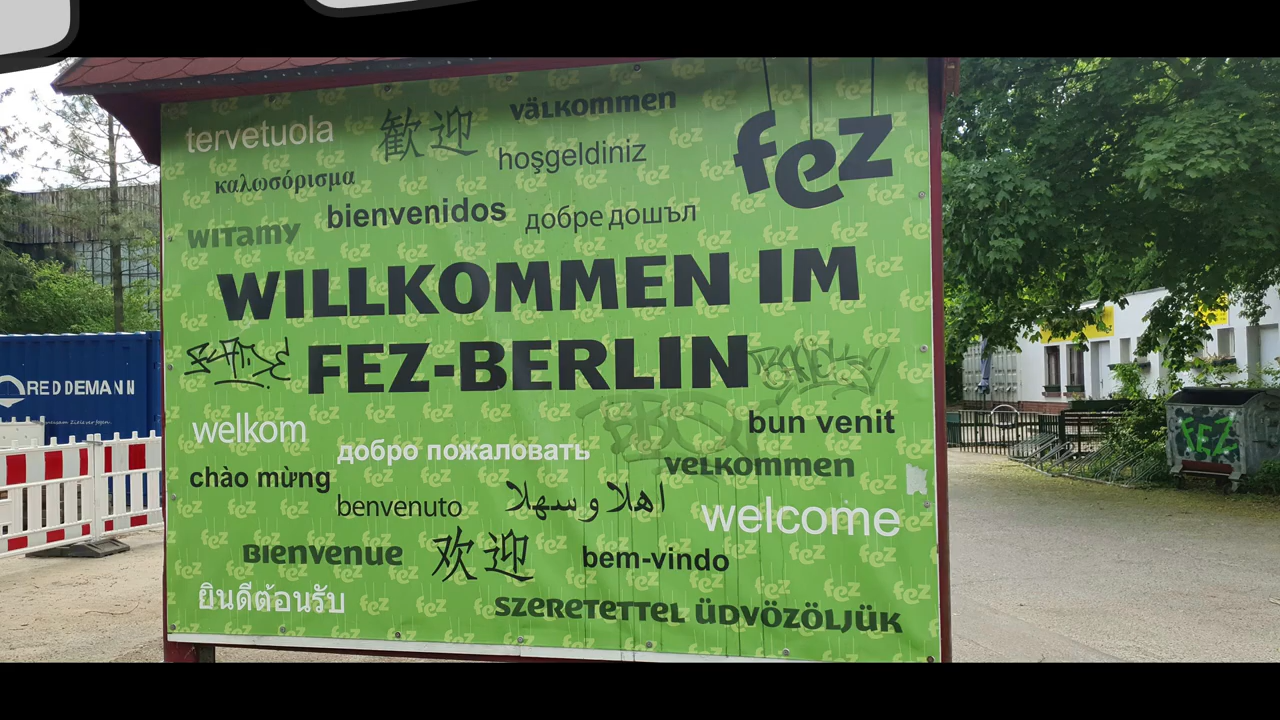 tervetuola
歡迎
välkommen
fez
καλωσόρισμα
hoşgeldiniz
witamy
bienvenidos
добре дошъл
WILLKOMMEN IM
FEZ-BERLIN
REDDEMANN
welkom
добро пожаловать
bun venit
chào mừng
velkommen
benvenuto
اهلا و سهلا
welcome
Bienvenue
欢迎
bem-vindo
ยินดีต้อนรับ
szeretettel üdvözöljük
FEZ